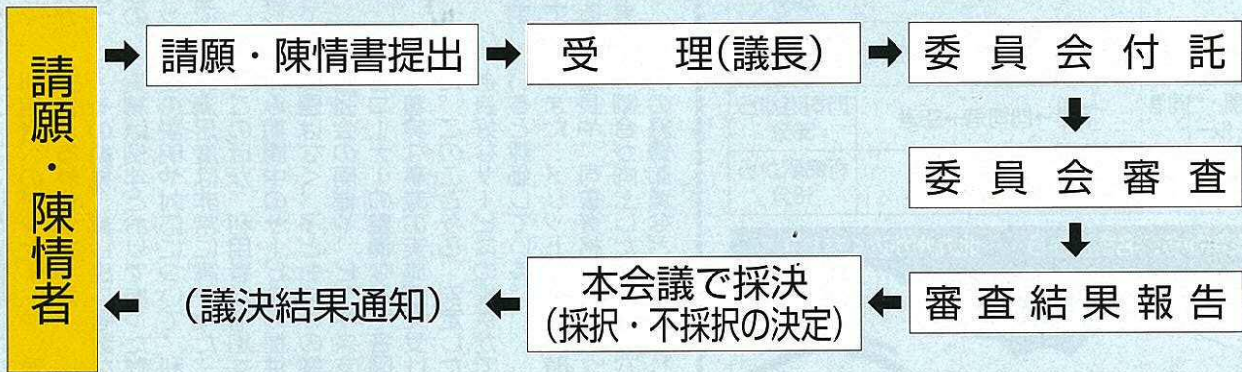 請願・陳情者
請願・陳情書提出
受　　理(議長)
委員会付託
委員会審査
審査結果報告
本会議で採決
(採択・不採択の決定)
(議決結果通知)